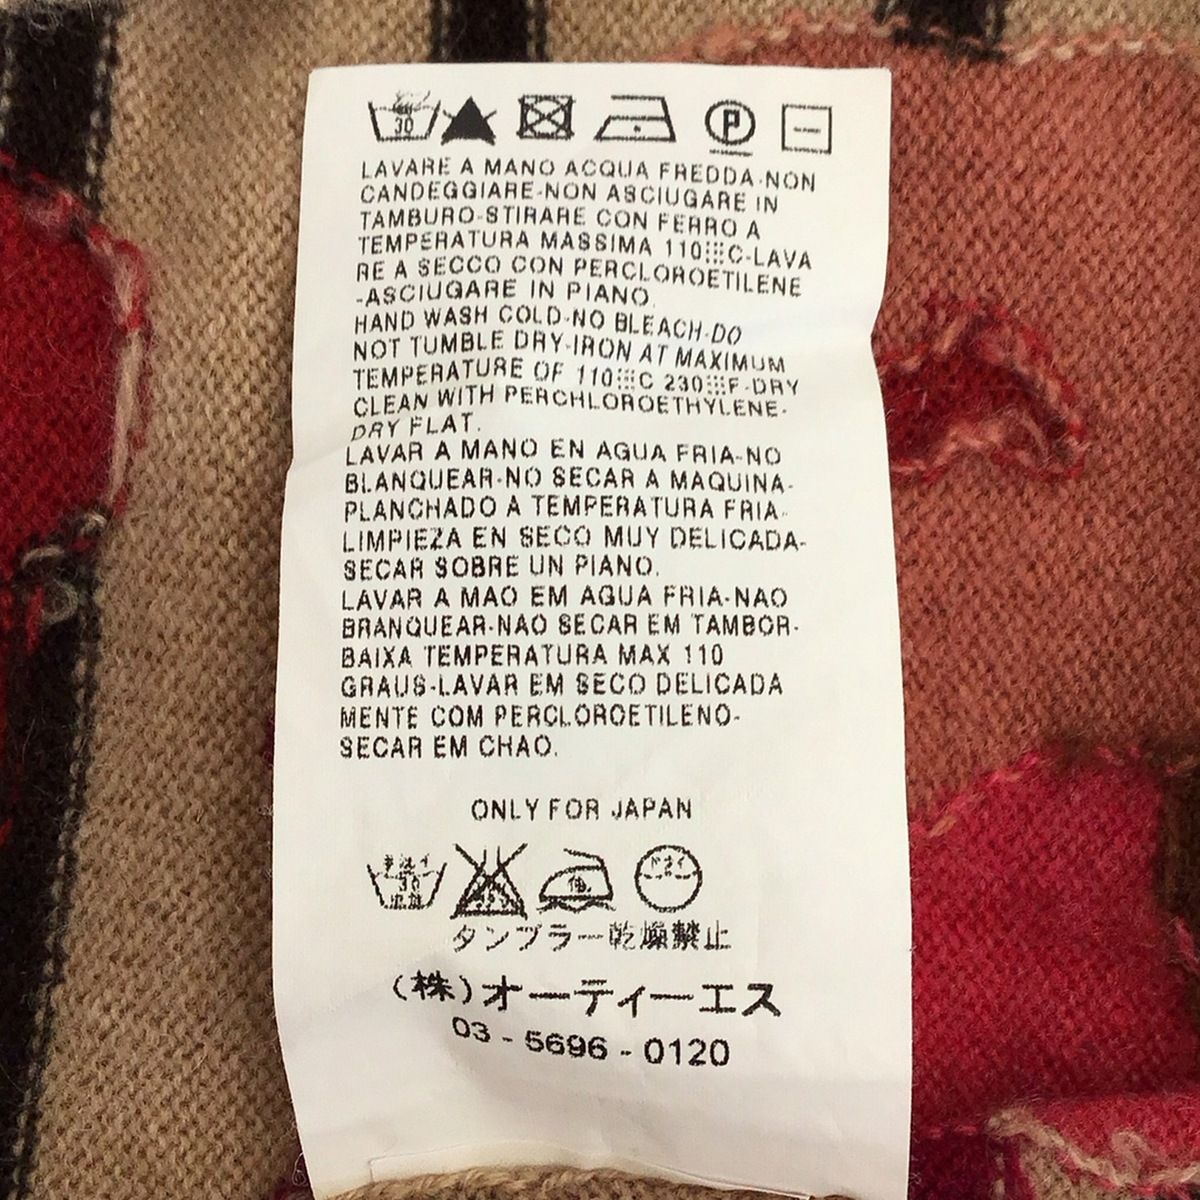 30
P
LAVARE A MANO ACQUA FREDDA-NON
CANDEGGIARE-NON ASCIUGARE IN
TAMBURO-STIRARE CON FERRO A
TEMPERATURA MASSIMA 110░C-LAVA
RE A SECCO CON PERCLOROETILENE
-ASCIUGARE IN PIANO.
HAND WASH COLD-NO BLEACH-DO
NOT TUMBLE DRY-IRON AT MAXIMUM
TEMPERATURE OF 110░C 230░F-DRY
CLEAN WITH PERCHLOROETHYLENE-
DRY FLAT.
LAVAR A MANO EN AGUA FRIA-NO
BLANQUEAR-NO SECAR A MAQUINA-
PLANCHADO A TEMPERATURA FRIA-
LIMPIEZA EN SECO MUY DELICADA-
SECAR SOBRE UN PIANO.
LAVAR A MAO EM AGUA FRIA-NAO
BRANQUEAR-NAO SECAR EM TAMBOR-
BAIXA TEMPERATURA MAX 110
GRAUS-LAVAR EM SECO DELICADA
MENTE COM PERCLOROETILENO-
SECAR EM CHAO.
ONLY FOR JAPAN
手洗イ 30 低 ドライ
タンブラー乾燥禁止
(株)オーティーエス
03-5696-0120